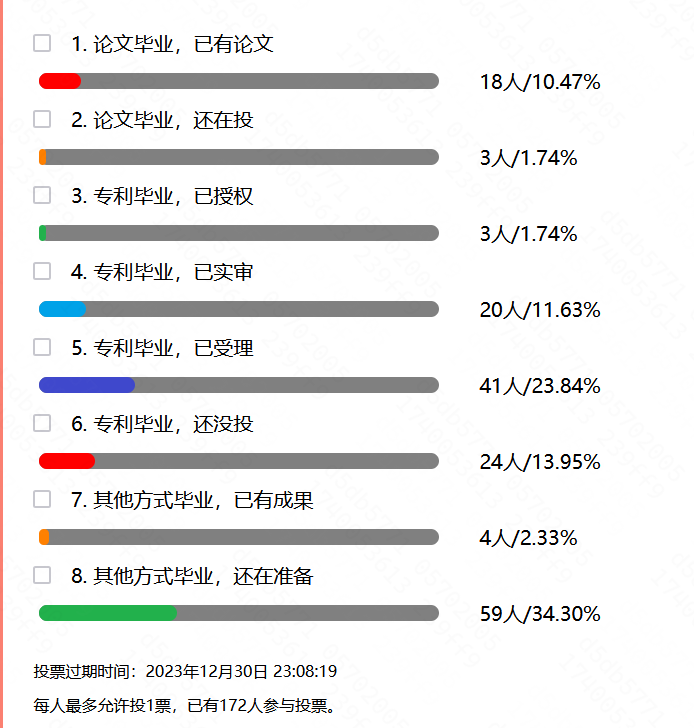 1. 论文毕业，已有论文
18人/10.47%
2. 论文毕业，还在投
3人/1.74%
3. 专利毕业，已授权
3人/1.74%
4. 专利毕业，已实审
20人/11.63%
5. 专利毕业，已受理
41人/23.84%
6. 专利毕业，还没投
24人/13.95%
7. 其他方式毕业，已有成果
4人/2.33%
8. 其他方式毕业，还在准备
59人/34.30%
投票过期时间：2023年12月30日 23:08:19
每人最多允许投1票，已有172人参与投票。